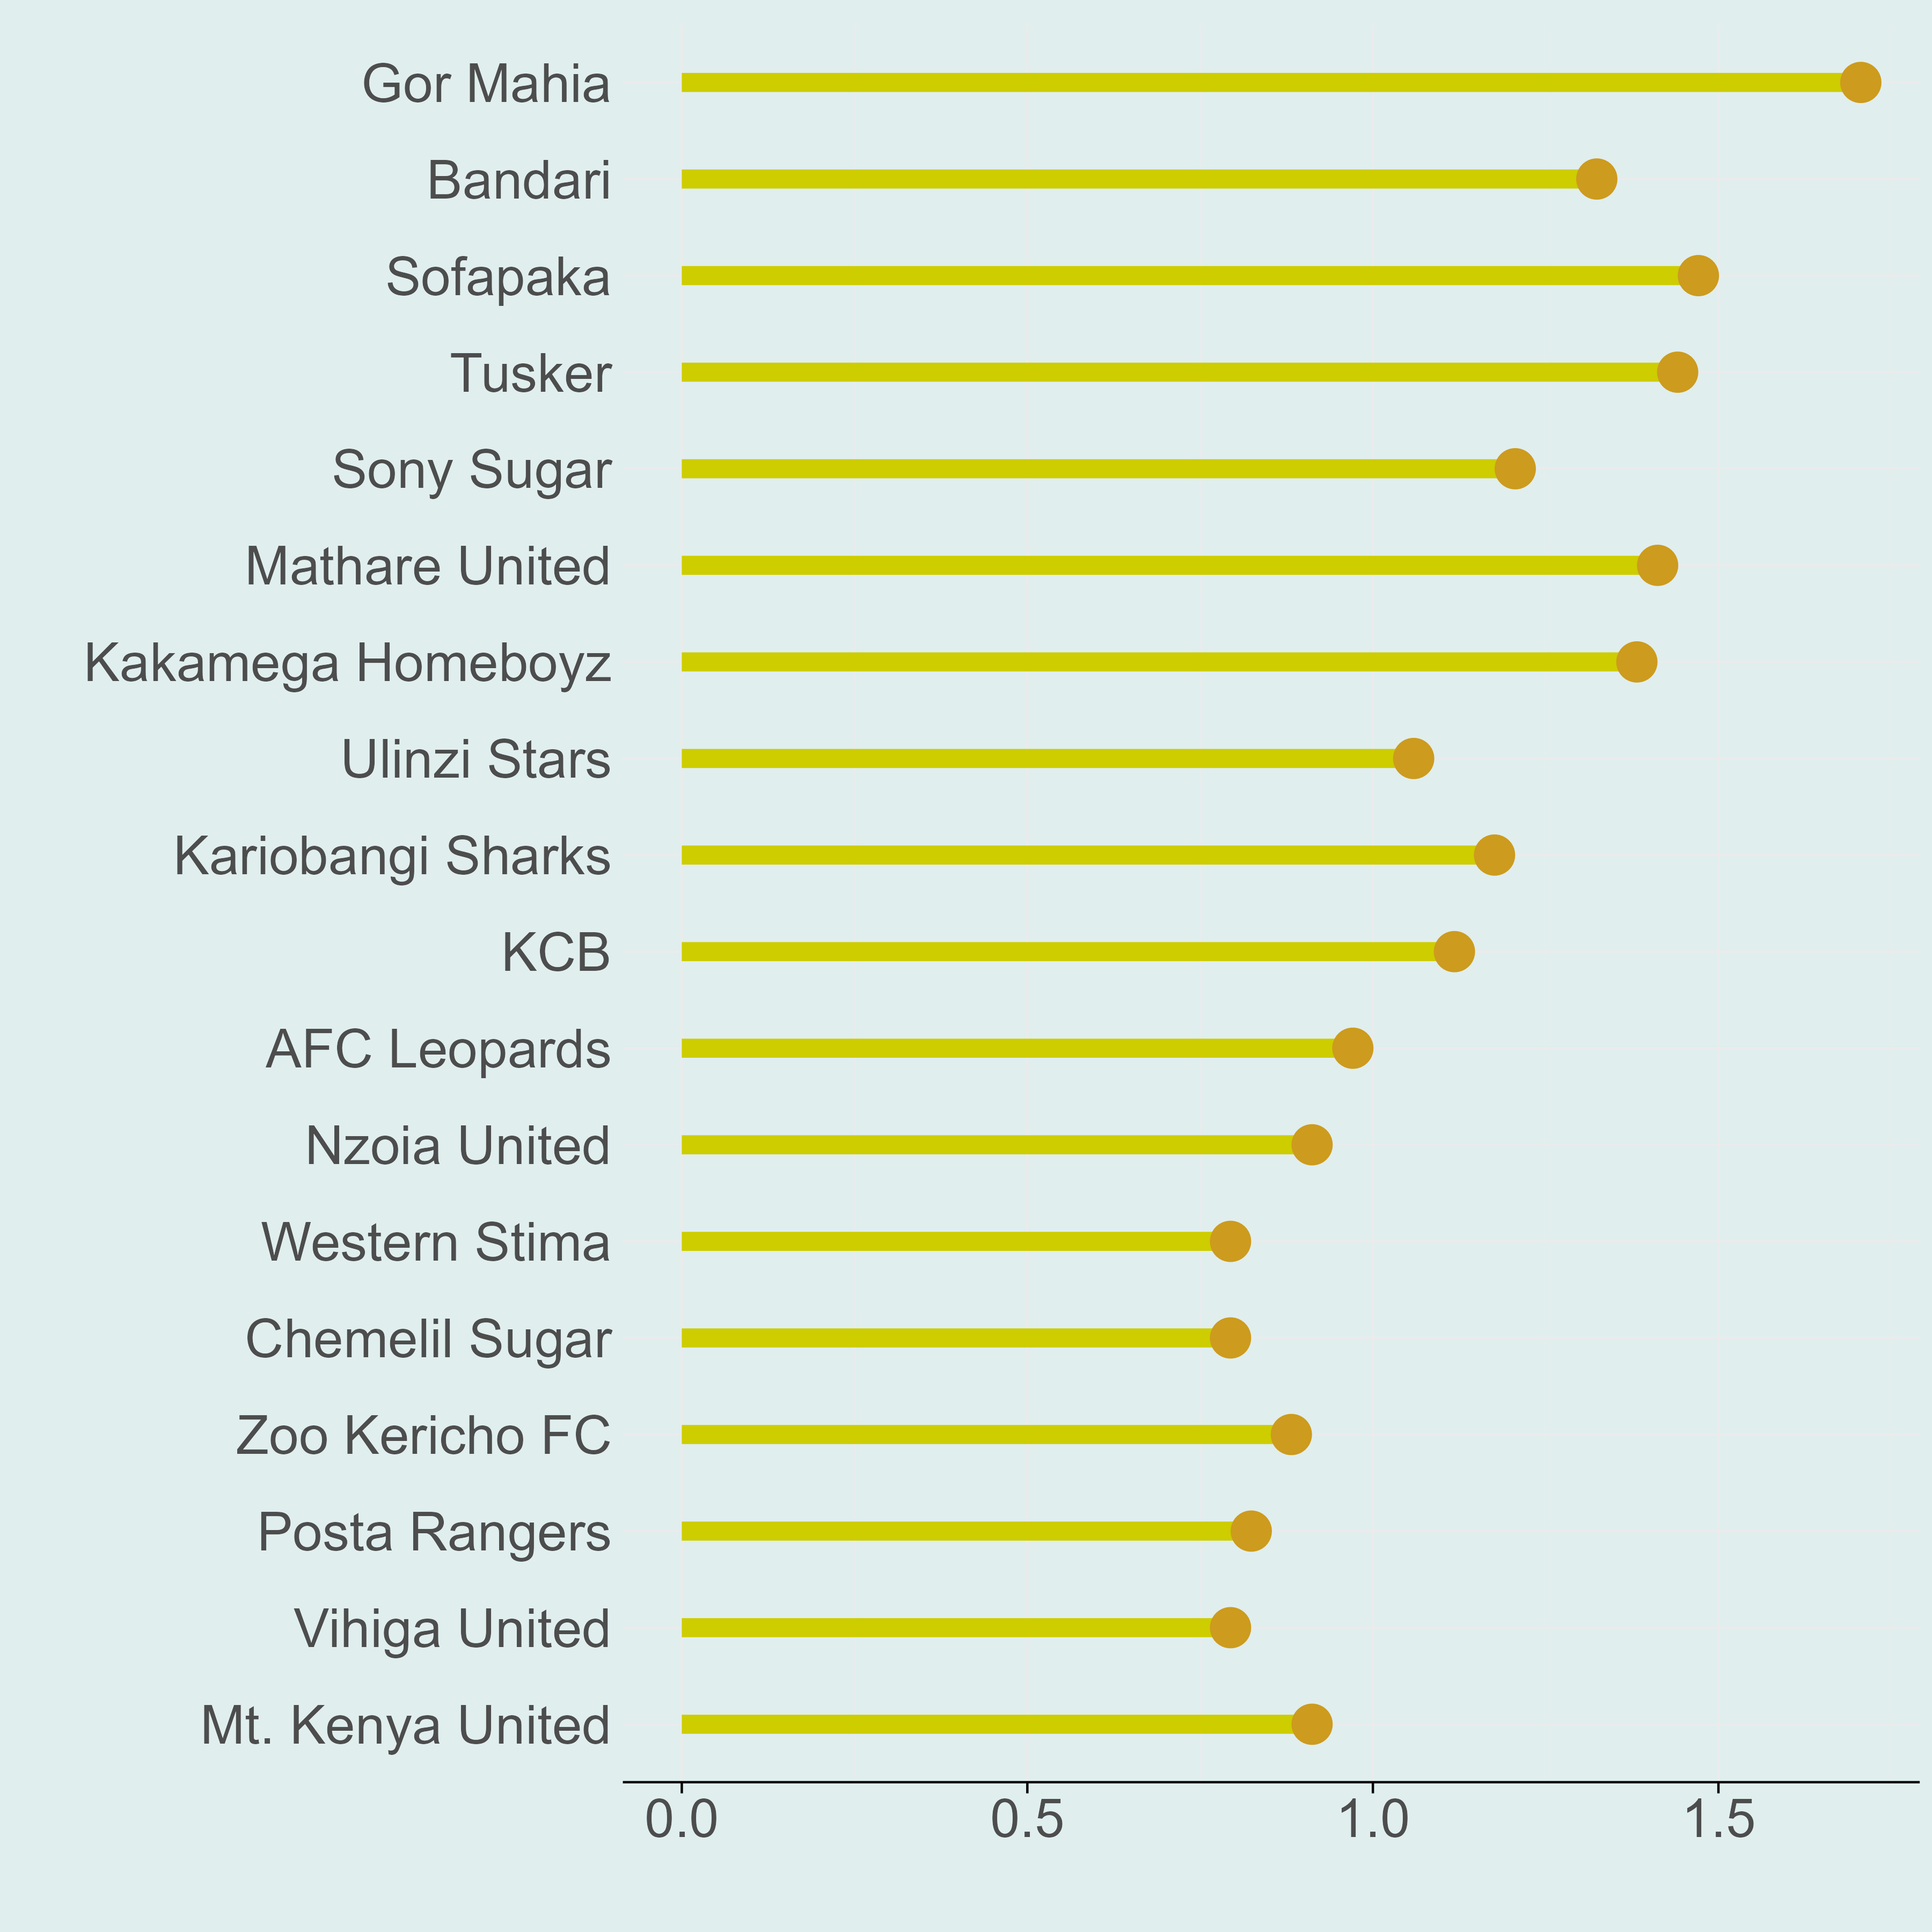 Gor Mahia
Bandari
Sofapaka
Tusker
Sony Sugar
Mathare United
Kakamega Homeboyz
Ulinzi Stars
Kariobangi Sharks
KCB
AFC Leopards
Nzoia United
Western Stima
Chemelil Sugar
Zoo Kericho FC
Posta Rangers
Vihiga United
Mt. Kenya United
0.0 0.5 1.0 1.5